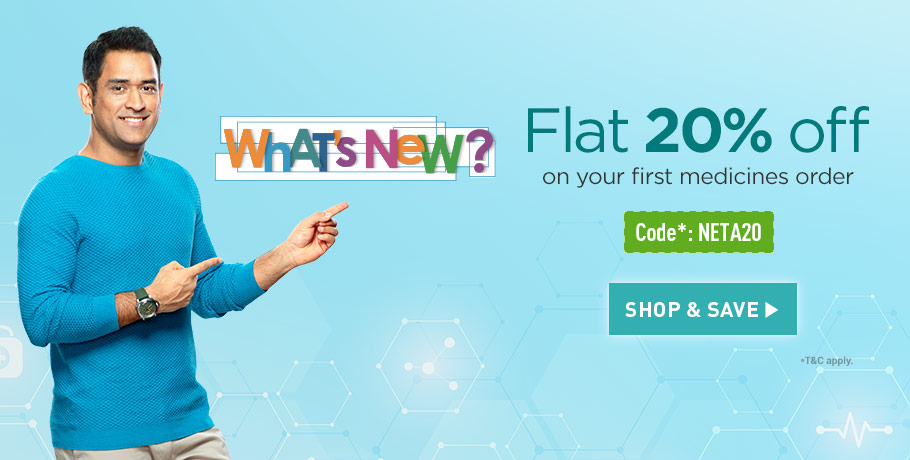 WhAT's NeW?
Flat 20% off
on your first medicines order
Code*: NETA20
SHOP & SAVE ▶
*T&C apply.